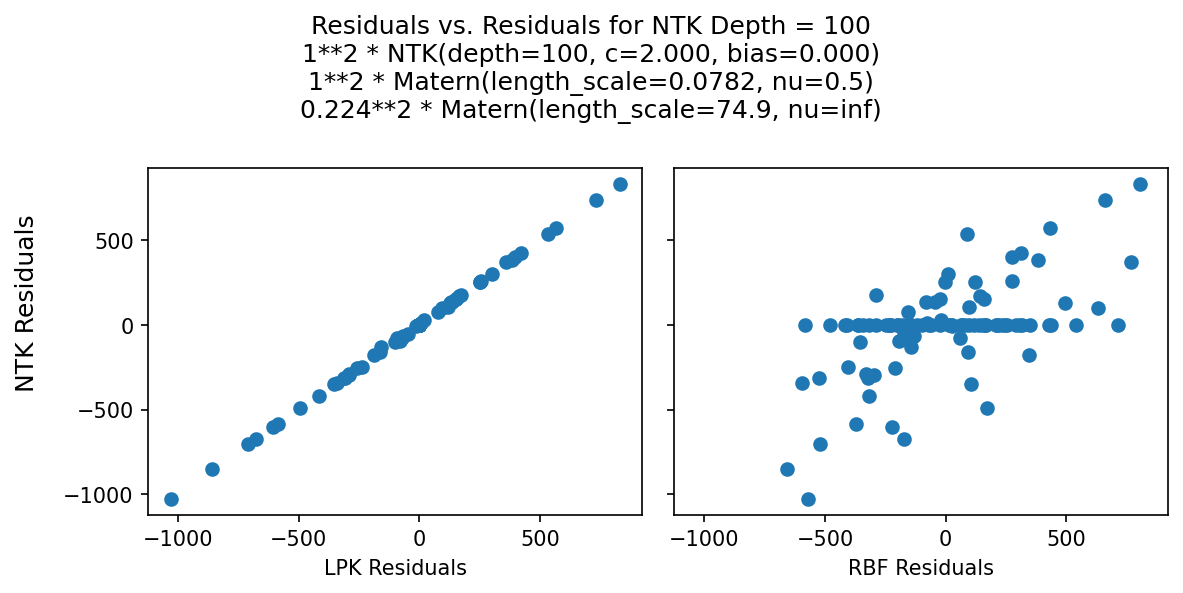 Residuals vs. Residuals for NTK Depth = 100
1**2 * NTK(depth=100, c=2.000, bias=0.000)
1**2 * Matern(length_scale=0.0782, nu=0.5)
0.224**2 * Matern(length_scale=74.9, nu=inf)
NTK Residuals
500
0
−500
−1000
−1000 −500 0 500
LPK Residuals
−1000 −500 0 500
RBF Residuals